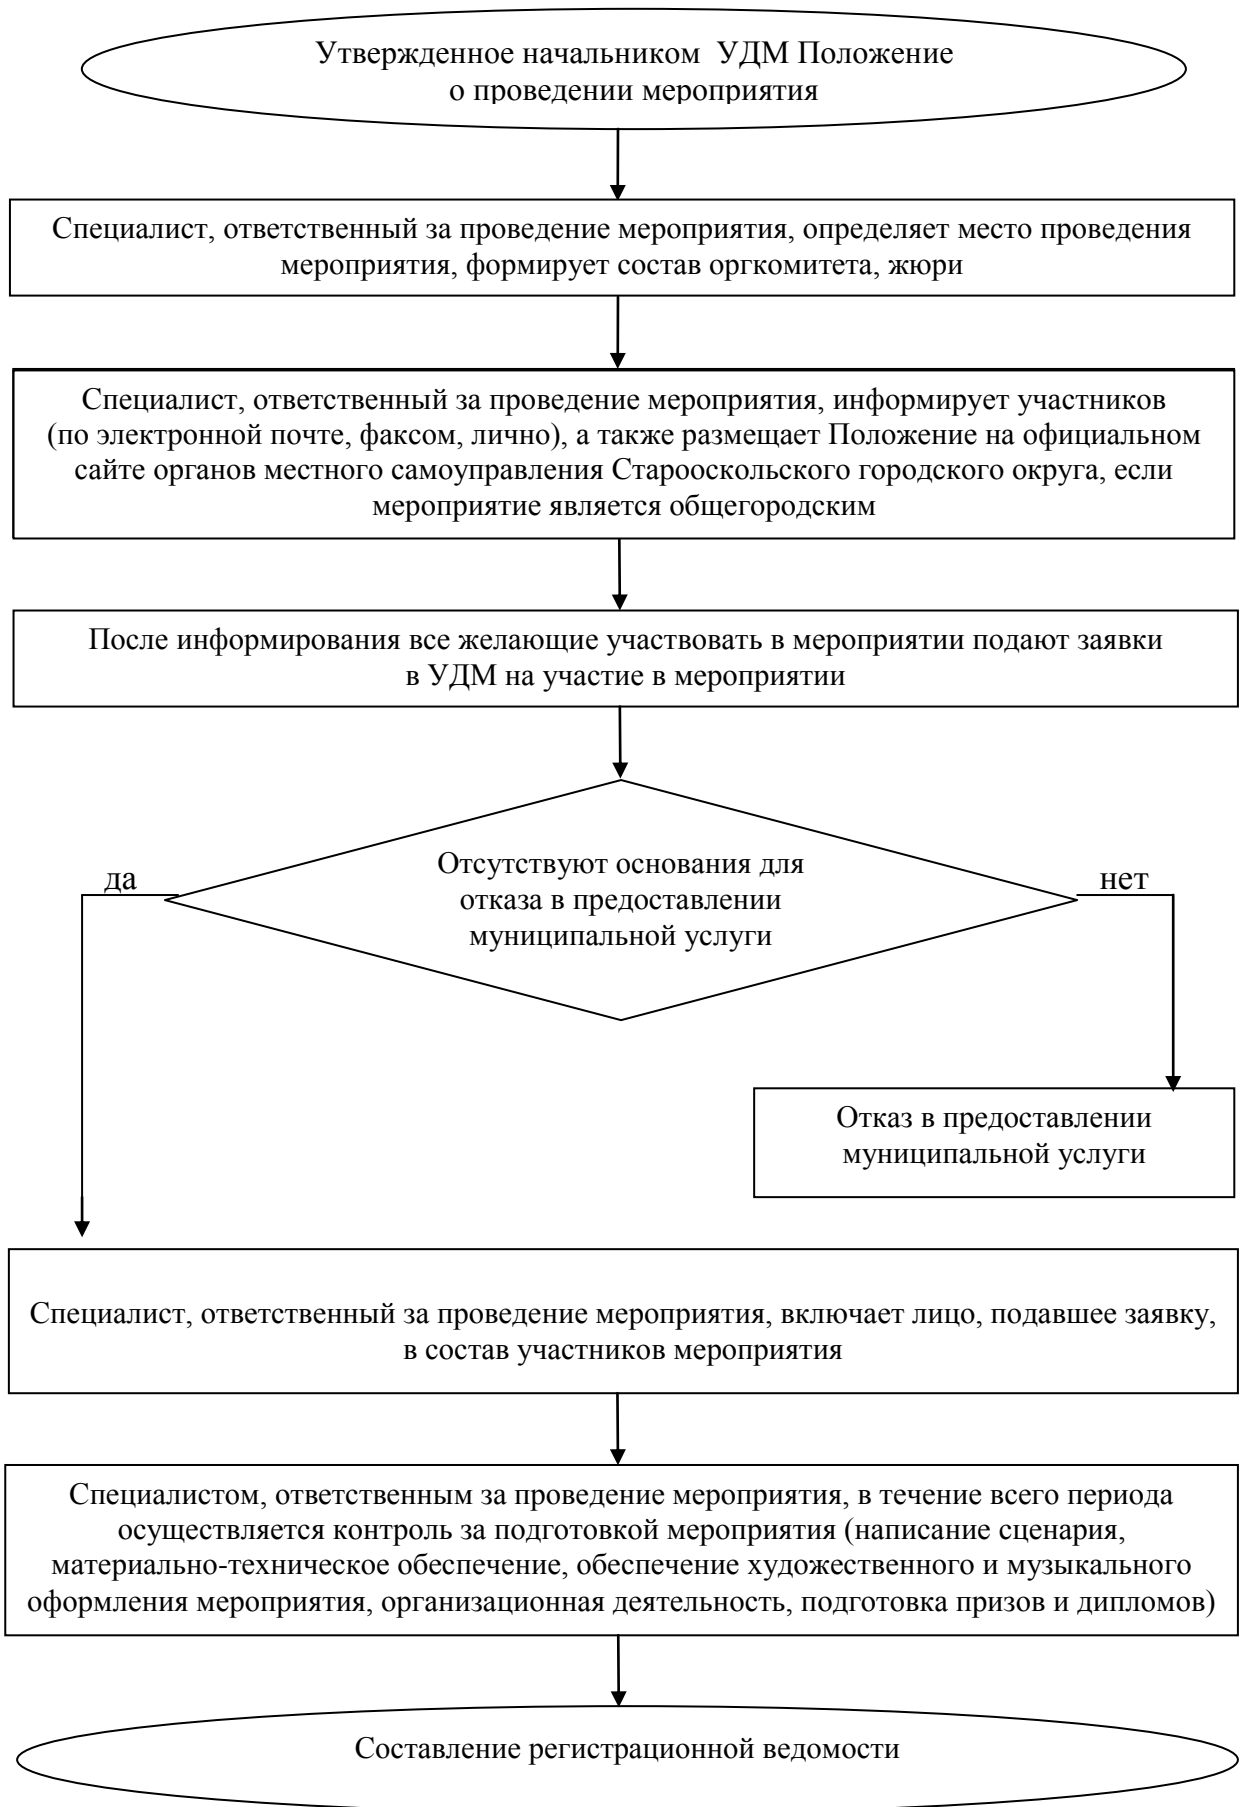 Утвержденное начальником УДМ Положение
о проведении мероприятия
Специалист, ответственный за проведение мероприятия, определяет место проведения
мероприятия, формирует состав оргкомитета, жюри
Специалист, ответственный за проведение мероприятия, информирует участников
(по электронной почте, факсом, лично), а также размещает Положение на официальном
сайте органов местного самоуправления Старооскольского городского округа, если
мероприятие является общегородским
После информирования все желающие участвовать в мероприятии подают заявки
в УДМ на участие в мероприятии
Отсутствуют основания для
отказа в предоставлении
муниципальной услуги
да
нет
Отказ в предоставлении
муниципальной услуги
Специалист, ответственный за проведение мероприятия, включает лицо, подавшее заявку,
в состав участников мероприятия
Специалистом, ответственным за проведение мероприятия, в течение всего периода
осуществляется контроль за подготовкой мероприятия (написание сценария,
материально-техническое обеспечение, обеспечение художественного и музыкального
оформления мероприятия, организационная деятельность, подготовка призов и дипломов)
Составление регистрационной ведомости